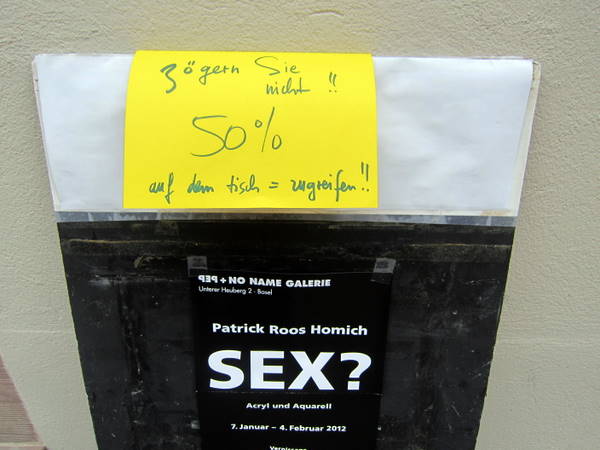 Zögern Sie
nicht !!
50%
auf dem tisch = zugreifen!!
PEP + NO NAME GALERIE
Unterer Heuberg 2 · Basel
Patrick Roos Homich
SEX?
Acryl und Aquarell
7. Januar – 4. Februar 2012
Vernissage